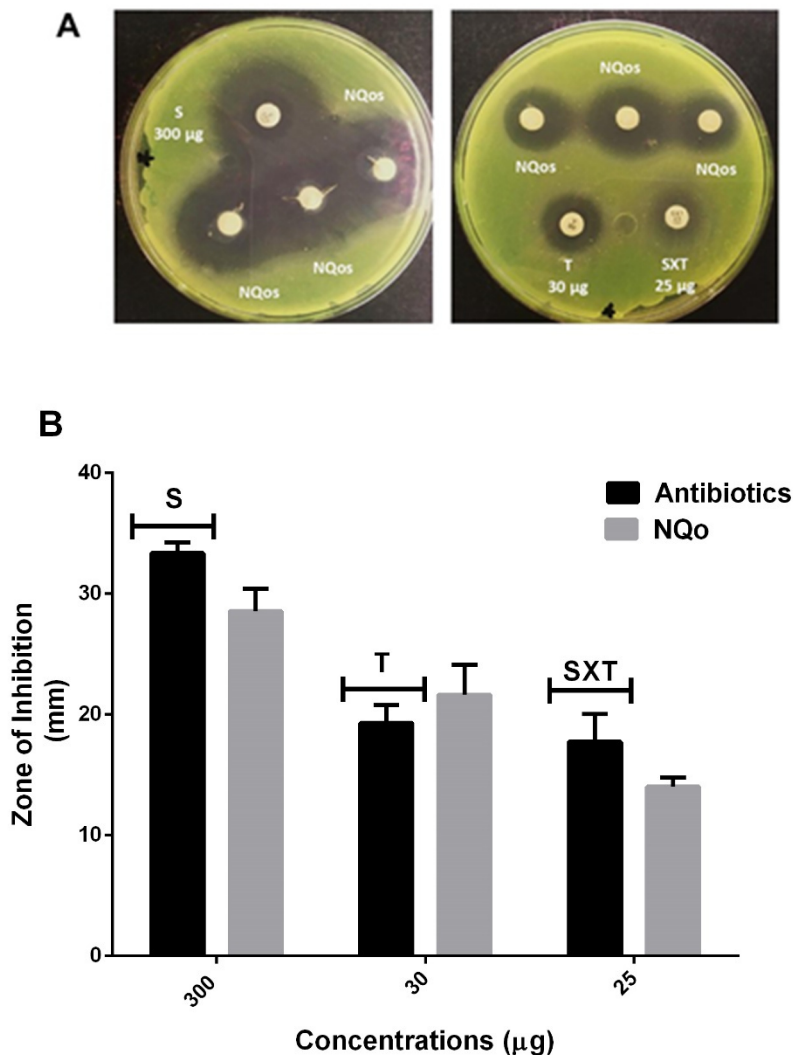 A
S
300 µg
NQos
NQos
NQos
NQos
NQos
NQos
T
30 µg
SXT
25 µg
B
40
30
20
10
0
Zone of Inhibition
(mm)
S
T
SXT
Antibiotics
NQo
300
30
25
Concentrations (µg)